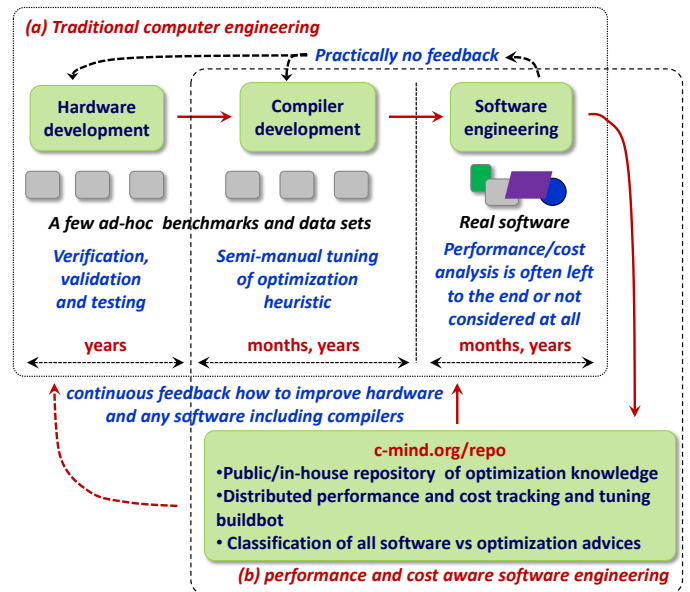 (a) Traditional computer engineering
Practically no feedback
Hardware
development
Compiler
development
Software
engineering
A few ad-hoc benchmarks and data sets
Real software
Verification,
validation
and testing
Semi-manual tuning
of optimization
heuristic
Performance/cost
analysis is often left
to the end or not
considered at all
years
months, years
months, years
continuous feedback how to improve hardware
and any software including compilers
c-mind.org/repo
•Public/in-house repository of optimization knowledge
•Distributed performance and cost tracking and tuning
buildbot
• Classification of all software vs optimization advices
(b) performance and cost aware software engineering